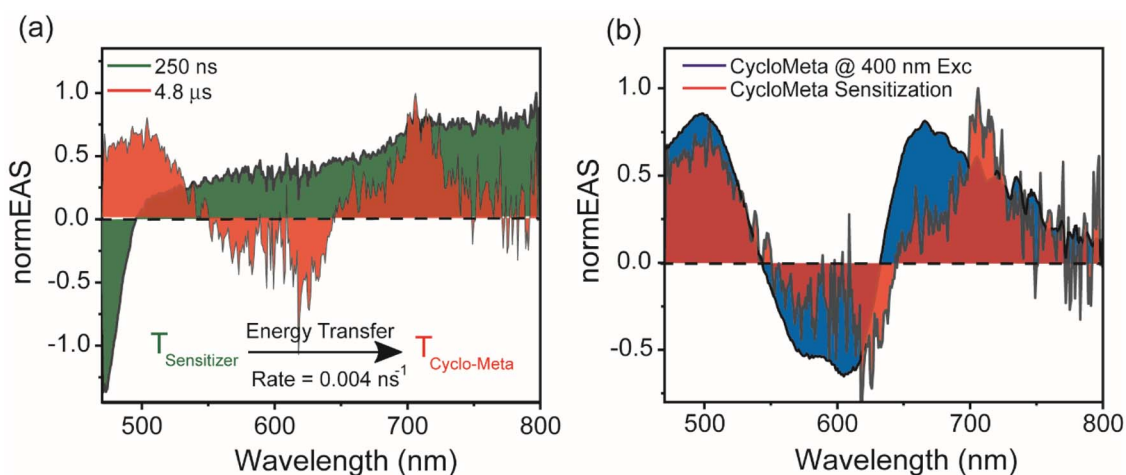 (a)
250 ns
4.8 μs
normEAS
1.0
0.5
0.0
-0.5
-1.0
T Sensitizer
Energy Transfer
Rate = 0.004 ns-1
T Cyclo-Meta
500 600 700 800
Wavelength (nm)
(b)
CycloMeta @ 400 nm Exc
CycloMeta Sensitization
normEAS
1.0
0.5
0.0
-0.5
500 600 700 800
Wavelength (nm)